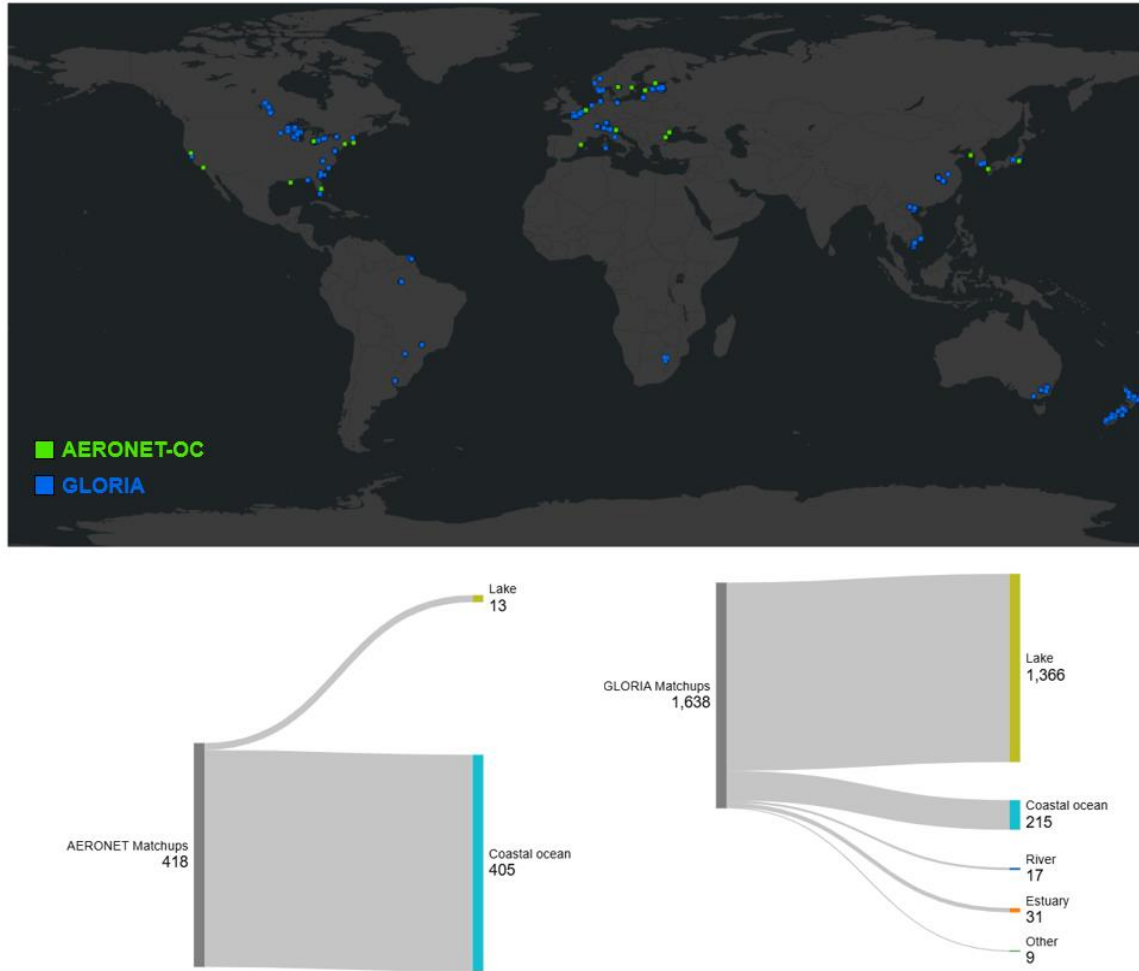 AERONET-OC
GLORIA
Lake
13
AERONET Matchups
418
Coastal ocean
405
GLORIA Matchups
1,638
Lake
1,366
Coastal ocean
215
River
17
Estuary
31
Other
9